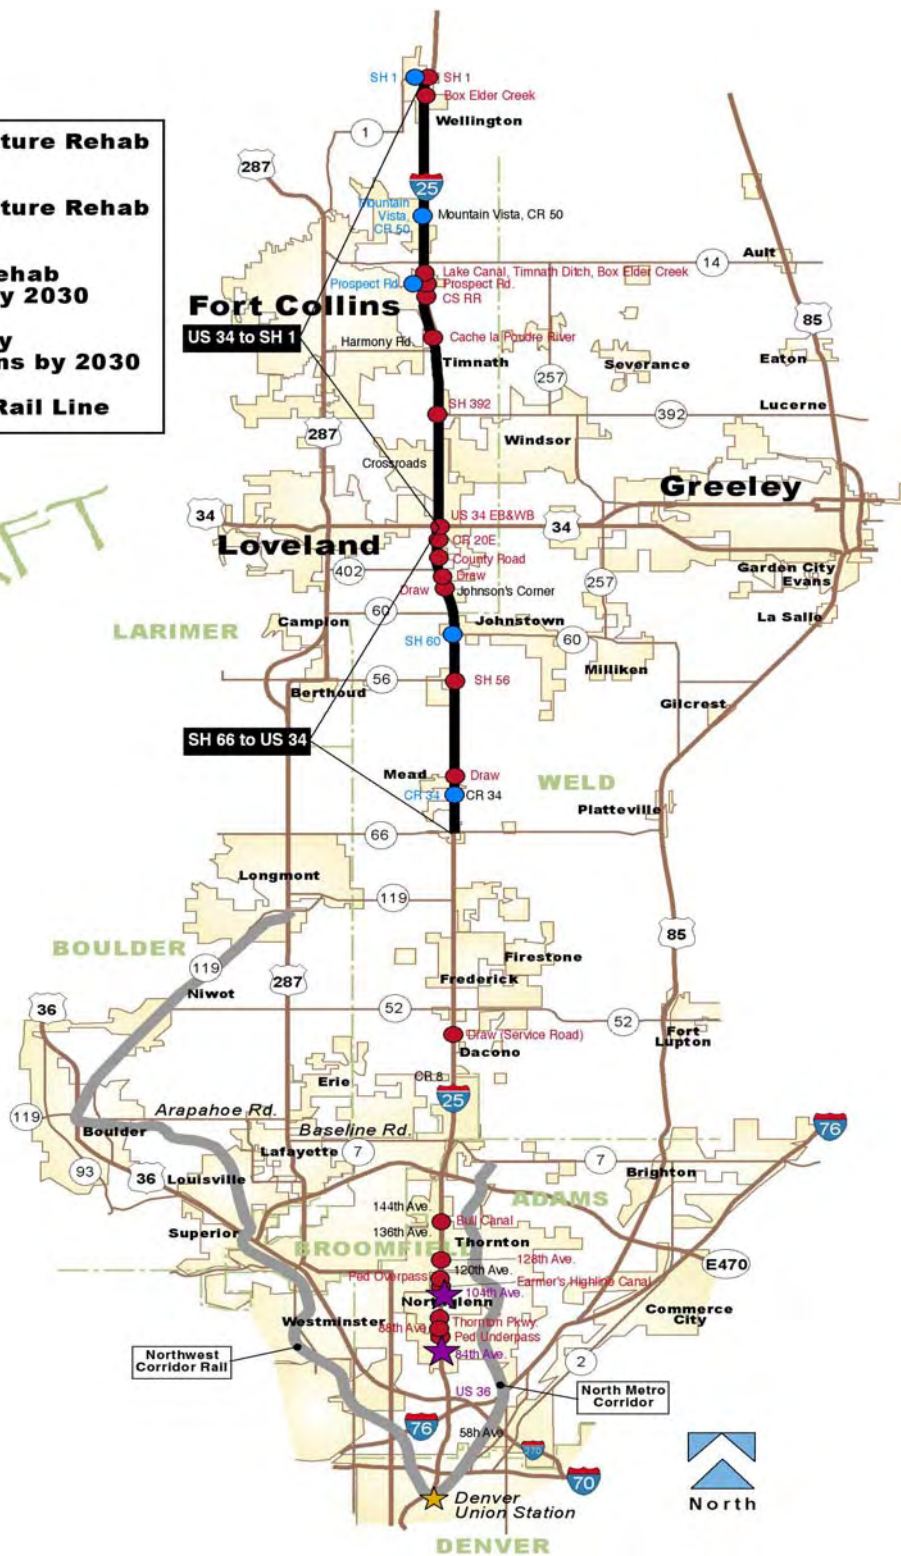 SH 1
SH 1
Box Elder Creek
Wellington
ture Rehab
1
287
ture Rehab
25
Mountain
Vista,
CR 50
Mountain Vista, CR 50
Ault
14
ehab
y 2030
Lake Canal, Timnath Ditch, Box Elder Creek
Prospect Rd.
Prospect Rd.
CS RR
Fort Collins
85
US 34 to SH 1
Harmony Rd.
Cache la Poudre River
y
ns by 2030
Timnath
Severance
Eaton
257
Rail Line
SH 392
392
Lucerne
287
Windsor
Crossroads
Greeley
AFT
34
US 34 EB&WB
34
Loveland
CR 20E
County Road
402
Draw
Garden City
Evans
Draw
Johnson's Corner
257
60
La Salle
LARIMER
Campion
Johnstown
SH 60
60
Milliken
56
SH 56
Berthoud
Gilcrest
SH 66 to US 34
Mead
Draw
WELD
CR 34
CR 34
Platteville
66
Longmont
119
BOULDER
85
Firestone
119
Frederick
287
Niwot
36
52
52
Draw (Service Road)
Fort
Lupton
Dacono
CR 8
Erie
25
119
Arapahoe Rd.
Baseline Rd.
76
Boulder
Lafayette
7
7
93
36
Louisville
Brighton
144th Ave.
ADAMS
Superior
136th Ave.
Bull Canal
BROOMFIELD
Thornton
128th Ave.
E470
120th Ave.
Ped Overpass
Farmer's Highline Canal
104th Ave.
Northglenn
Commerce
City
Westminster
Thornton Pkwy.
88th Ave
Ped Underpass
84th Ave.
Northwest
Corridor Rail
2
US 36
North Metro
Corridor
76
58h Ave
270
70
North
Denver
Union Station
DENVER